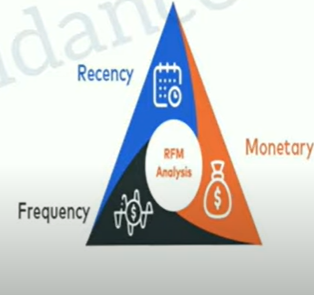 Recency
RFM
Analysis
Monetary
Frequency
$
$